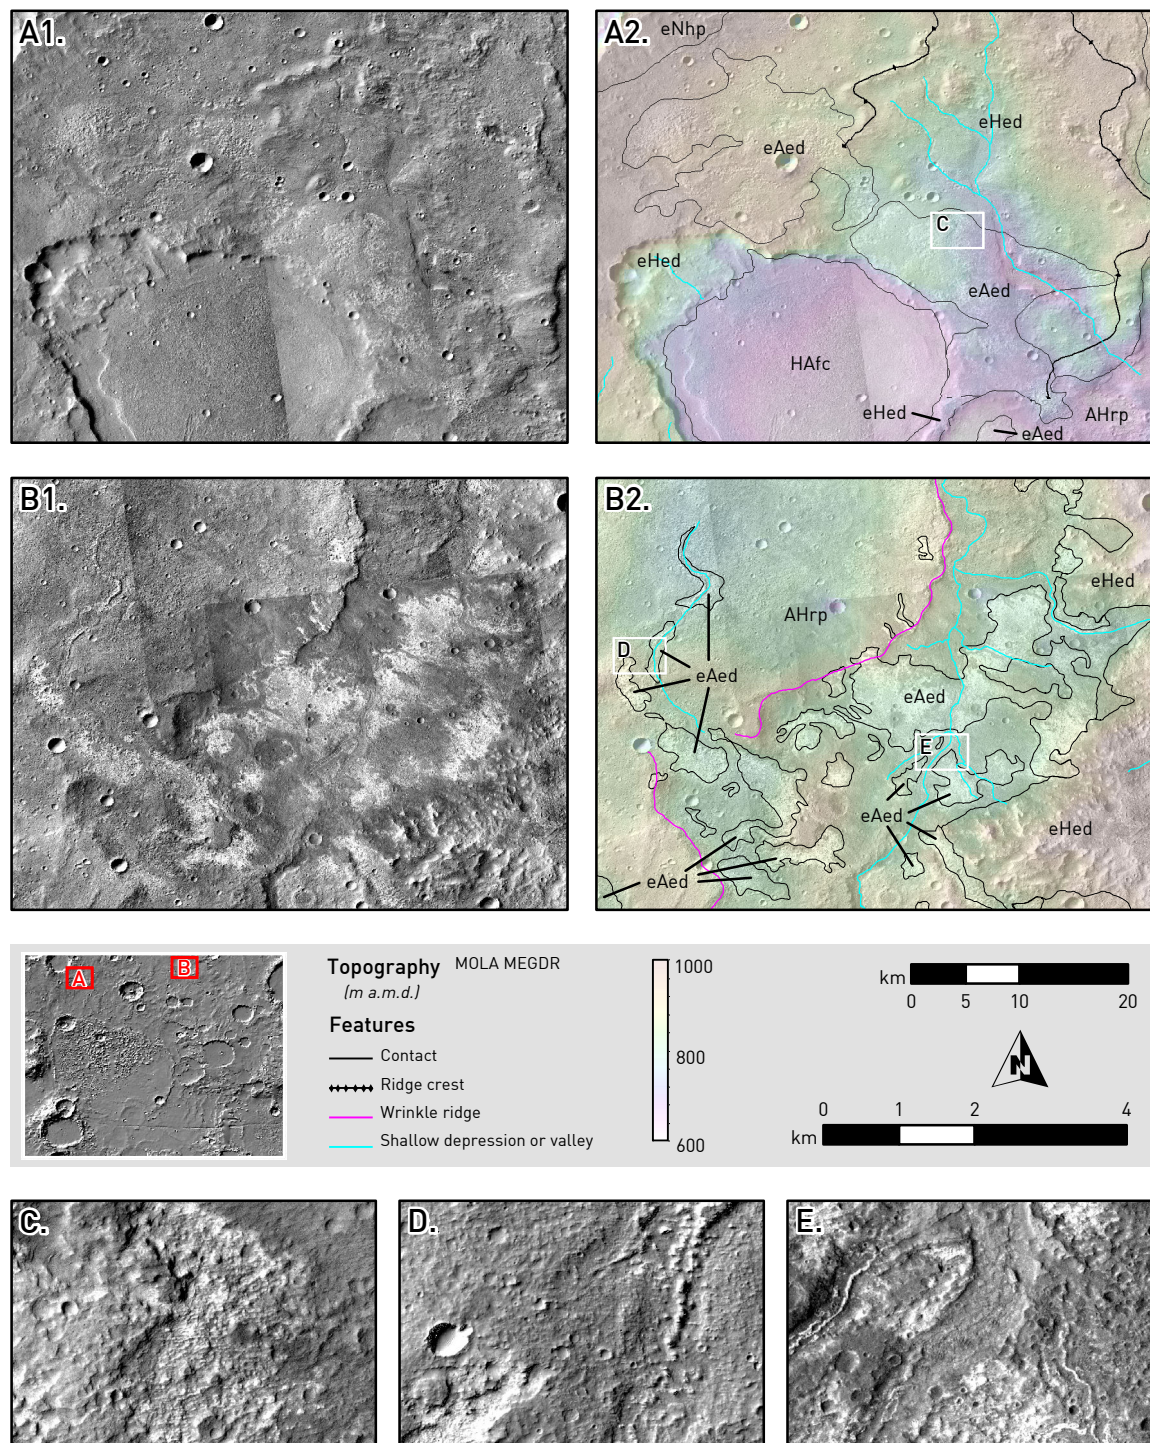 A1.
A2.
eNhp
eHed
eAed
C
eHed
eAed
HAfc
eHed
AHrp
eAed
B1.
B2.
eHed
AHrp
D
eAed
eAed
E
eAed
eHed
eAed
A
B
Topography MOLA MEGDR
(m a.m.d.)
Features
Contact
Ridge crest
Wrinkle ridge
Shallow depression or valley
1000
800
600
km
0 5 10 20
N
0 1 2 4
km
C.
D.
E.